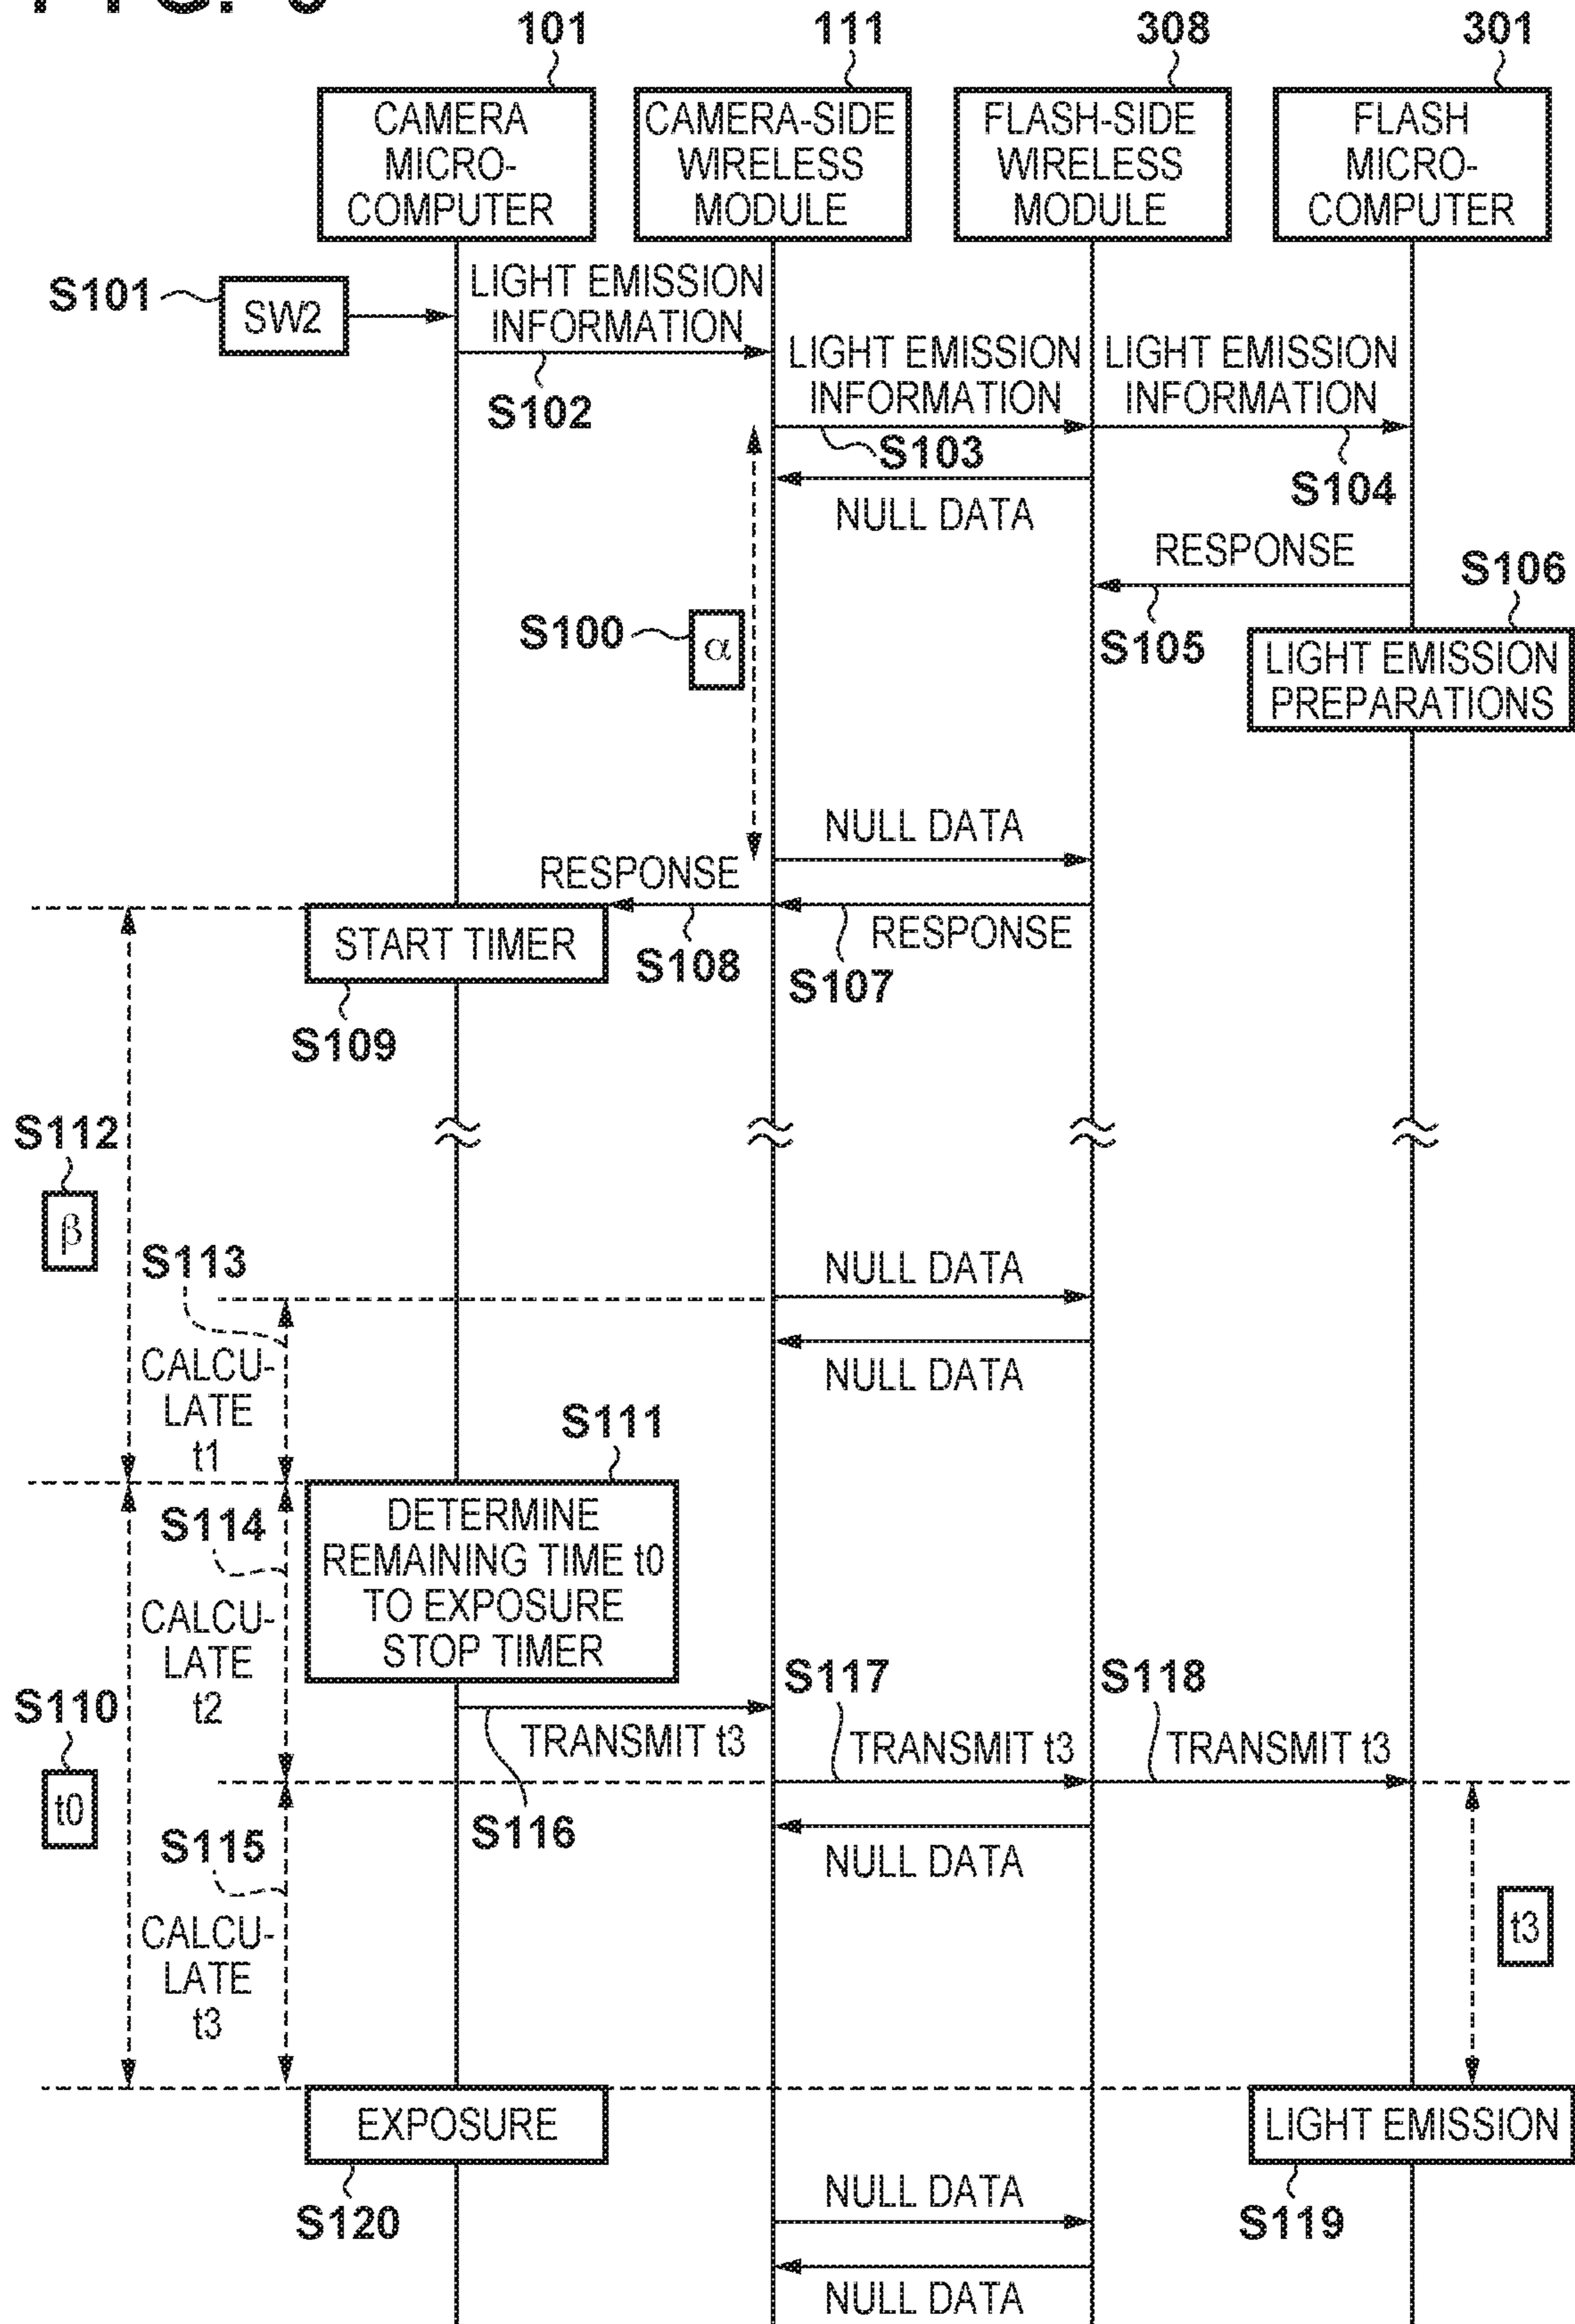 101
111
308
301
CAMERA
MICRO-
COMPUTER
CAMERA-SIDE
WIRELESS
MODULE
FLASH-SIDE
WIRELESS
MODULE
FLASH
MICRO-
COMPUTER
S101
SW2
LIGHT EMISSION
INFORMATION
S102
LIGHT EMISSION
INFORMATION
S103
LIGHT EMISSION
INFORMATION
S104
NULL DATA
RESPONSE
S105
S106
LIGHT EMISSION
PREPARATIONS
S100
α
NULL DATA
RESPONSE
S108
RESPONSE
S107
START TIMER
S109
S112
β
NULL DATA
NULL DATA
S113
CALCU-
LATE
t1
S111
DETERMINE
REMAINING TIME t0
TO EXPOSURE
STOP TIMER
S114
CALCU-
LATE
t2
S110
t0
TRANSMIT t3
S116
S117
TRANSMIT t3
S118
TRANSMIT t3
NULL DATA
S115
CALCU-
LATE
t3
t3
EXPOSURE
S120
LIGHT EMISSION
S119
NULL DATA
NULL DATA